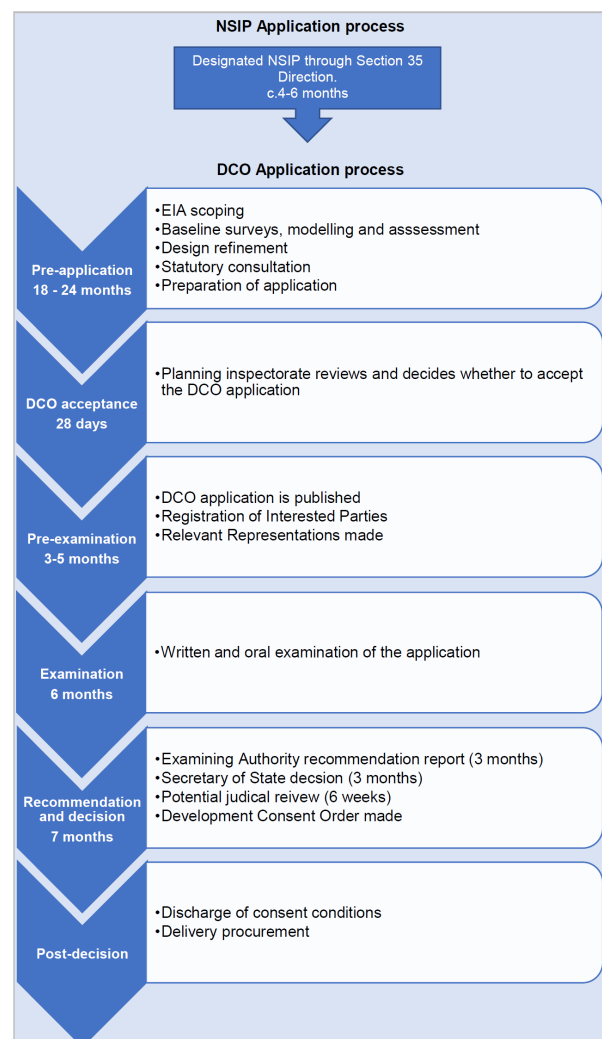 NSIP Application process
Designated NSIP through Section 35
Direction.
c.4-6 months
DCO Application process
Pre-application
18 - 24 months
•EIA scoping
•Baseline surveys, modelling and asssessment
•Design refinement
•Statutory consultation
•Preparation of application
DCO acceptance
28 days
•Planning inspectorate reviews and decides whether to accept
the DCO application
Pre-examination
3-5 months
•DCO application is published
•Registration of Interested Parties
•Relevant Representations made
Examination
6 months
•Written and oral examination of the application
Recommendation
and decision
7 months
•Examining Authority recommendation report (3 months)
•Secretary of State decsion (3 months)
•Potential judical reivew (6 weeks)
•Development Consent Order made
Post-decision
•Discharge of consent conditions
•Delivery procurement